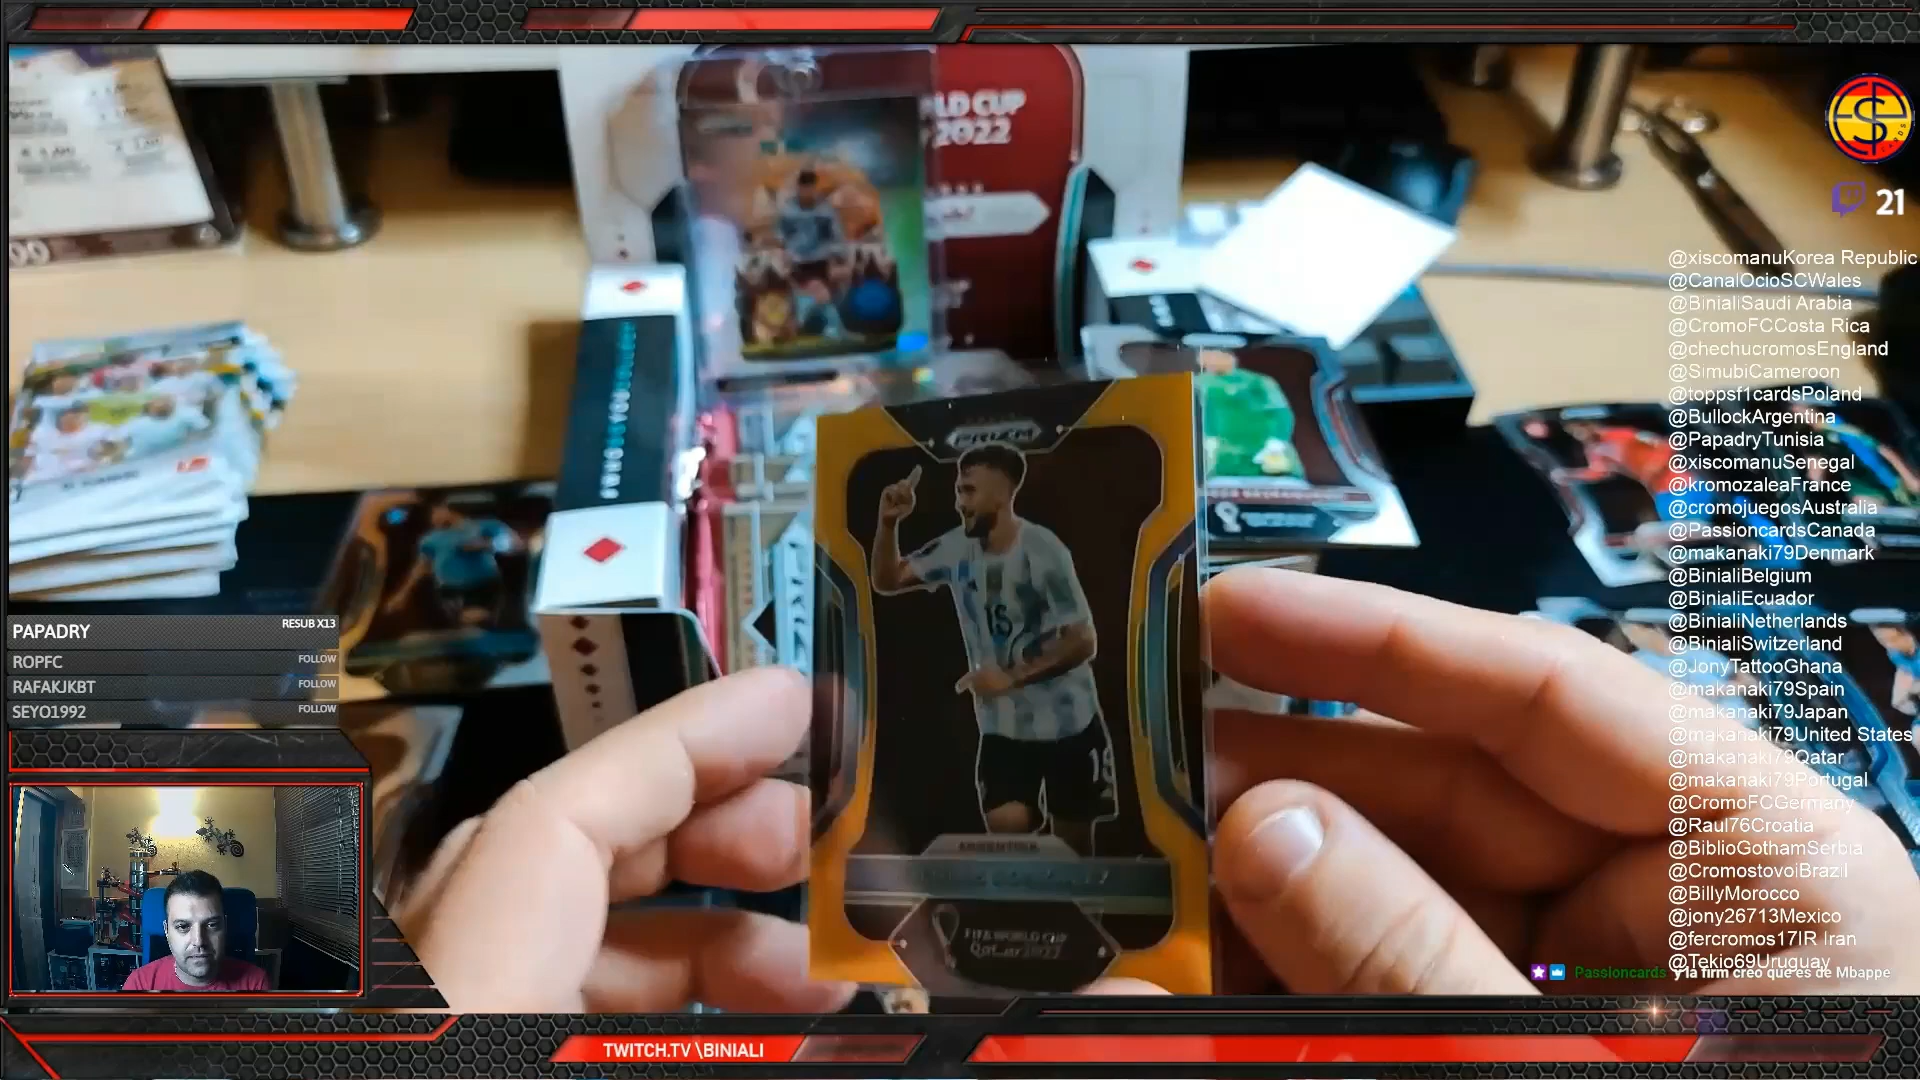 LD CUP
2022
21
@xiscomanuKorea Republic
@CanalOcioSCWales
@BinialiSaudi Arabia
@CromoFCCosta Rica
@chechucromosEngland
@SimubiCameroon
@toppsf1cardsPoland
@BullockArgentina
@PapadryTunisia
@xiscomanuSenegal
@kromozaleaFrance
@cromojuegosAustralia
@PassioncardsCanada
@makanaki79Denmark
@BinialiBelgium
@BinialiEcuador
@BinialiNetherlands
@BinialiSwitzerland
@JonyTattooGhana
@makanaki79Spain
@makanaki79Japan
@makanaki79United States
@makanaki79Qatar
@makanaki79Portugal
@CromoFCGermany
@Raul76Croatia
@BiblioGothamSerbia
@CromostovoiBrazil
@BillyMorocco
@jony26713Mexico
@fercromos17IR Iran
@Tekio69Uruguay
Passioncards y la firm creo que es de Mbappe
PRIZM
15
ARGENTINA
FIFA WORLD CUP
Qatar2022
PAPADRY RESUB X13
ROPFC FOLLOW
RAFAKJKBT FOLLOW
SEYO1992 FOLLOW
TWITCH.TV \BINIALI